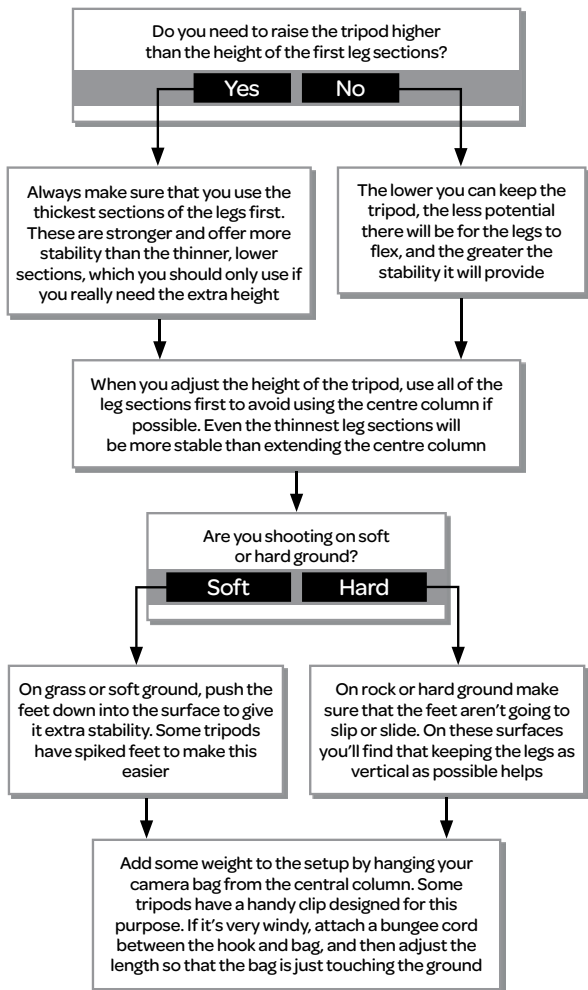 Do you need to raise the tripod higher
than the height of the first leg sections?
Yes
No
Always make sure that you use the
thickest sections of the legs first.
These are stronger and offer more
stability than the thinner, lower
sections, which you should only use if
you really need the extra height
The lower you can keep the
tripod, the less potential
there will be for the legs to
flex, and the greater the
stability it will provide
When you adjust the height of the tripod, use all of the
leg sections first to avoid using the centre column if
possible. Even the thinnest leg sections will
be more stable than extending the centre column
Are you shooting on soft
or hard ground?
Soft
Hard
On grass or soft ground, push the
feet down into the surface to give
it extra stability. Some tripods
have spiked feet to make this
easier
On rock or hard ground make
sure that the feet aren't going to
slip or slide. On these surfaces
you'll find that keeping the legs as
vertical as possible helps
Add some weight to the setup by hanging your
camera bag from the central column. Some
tripods have a handy clip designed for this
purpose. If it's very windy, attach a bungee cord
between the hook and bag, and then adjust the
length so that the bag is just touching the ground